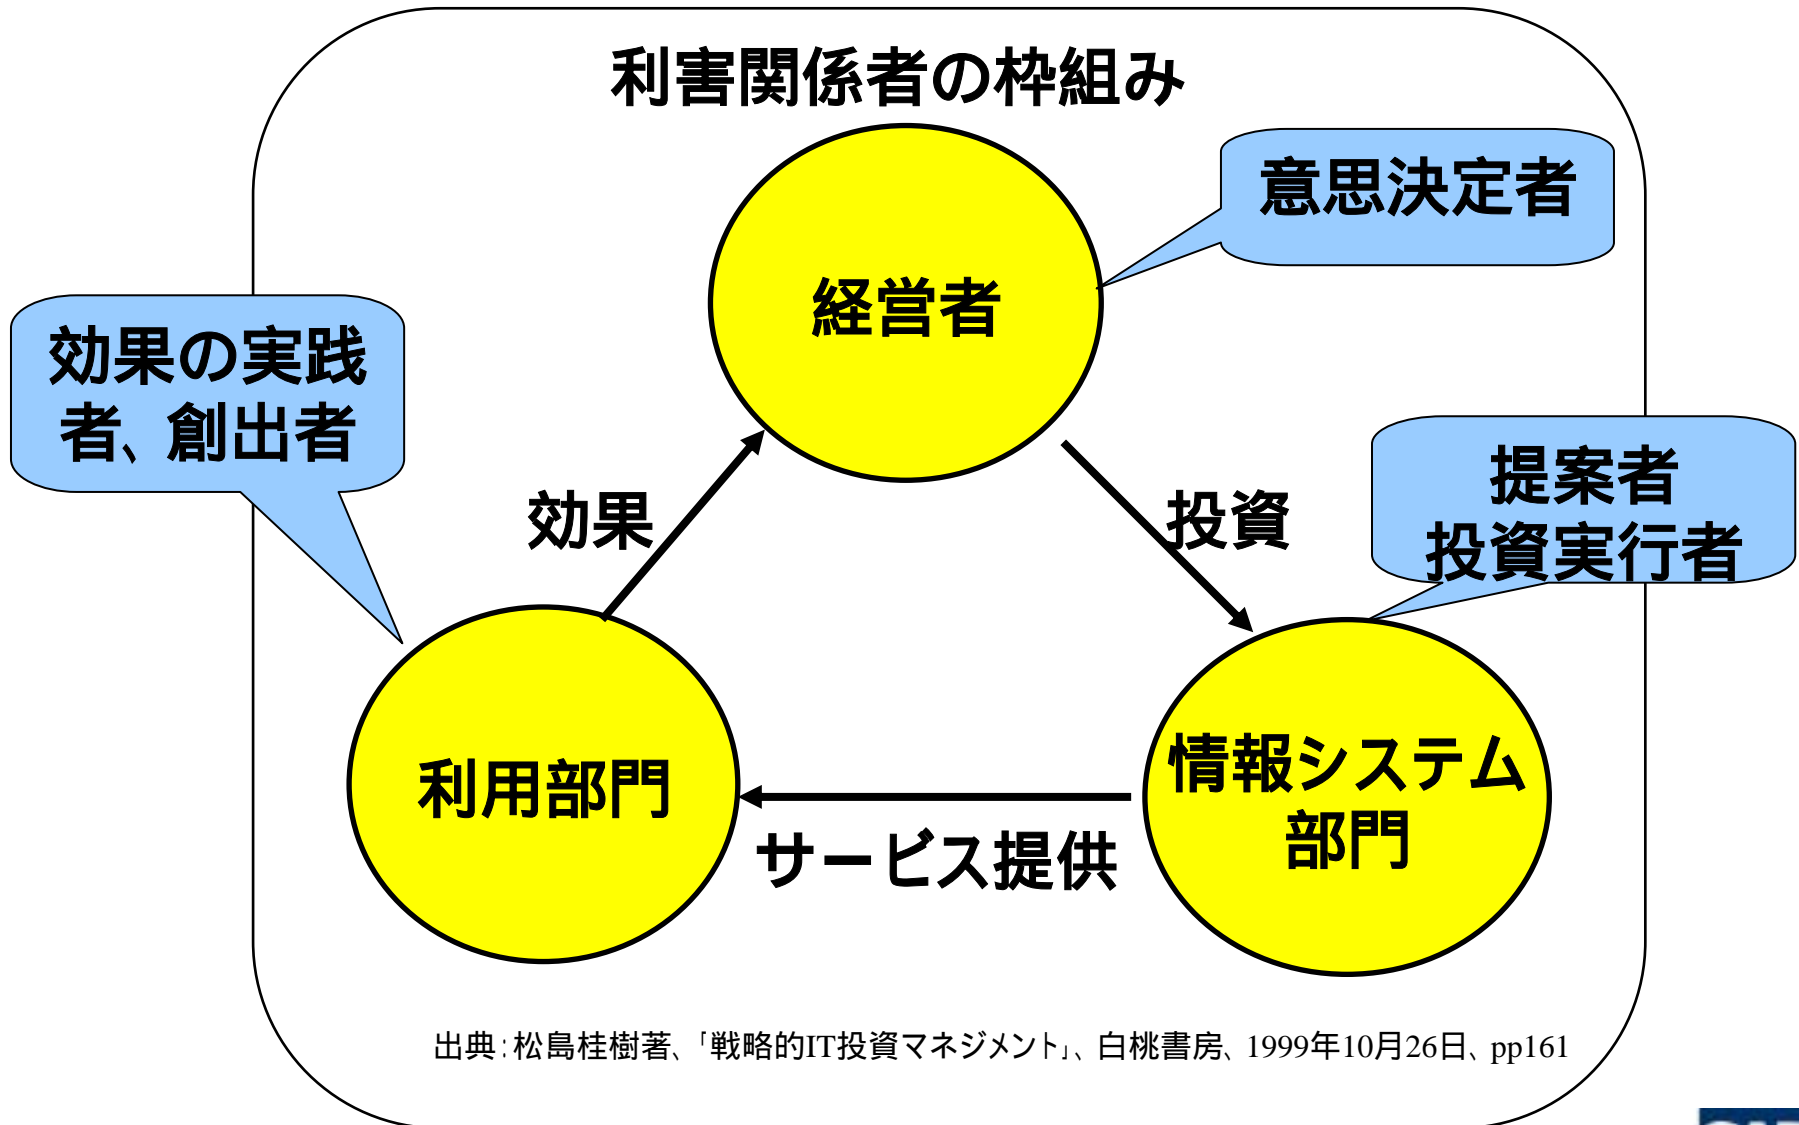 利害関係者の枠組み
意思決定者
経営者
効果の実践
者、創出者
効果
投資
提案者
投資実行者
利用部門
情報システム
部門
サービス提供
出典：松島桂樹著、「戦略的IT投資マネジメント」、白桃書房、1999年10月26日、pp161